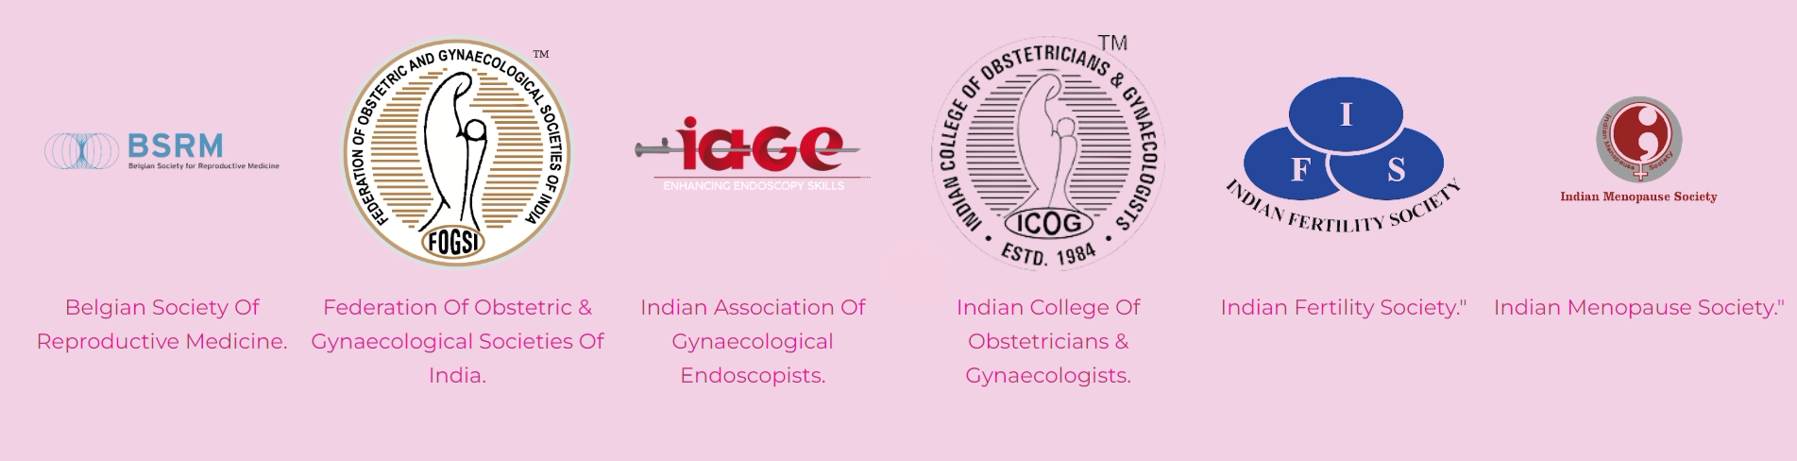 BSRM
Belgian Society for Reproductive Medicine
Belgian Society Of
Reproductive Medicine.
FEDERATION OF OBSTETRIC AND GYNAECOLOGICAL SOCIETIES OF INDIA
TM
FOGSI
Federation Of Obstetric &
Gynaecological Societies Of
India.
iage
ENHANCING ENDOSCOPY SKILLS
Indian Association Of
Gynaecological
Endoscopists.
INDIAN COLLEGE OF OBSTETRICIANS & GYNAECOLOGISTS
TM
ICOG
• ESTD. 1984 •
Indian College Of
Obstetricians &
Gynaecologists.
I
F S
INDIAN FERTILITY SOCIETY
Indian Fertility Society."
Indian Menopause Society
Indian Menopause Society
Indian Menopause Society."